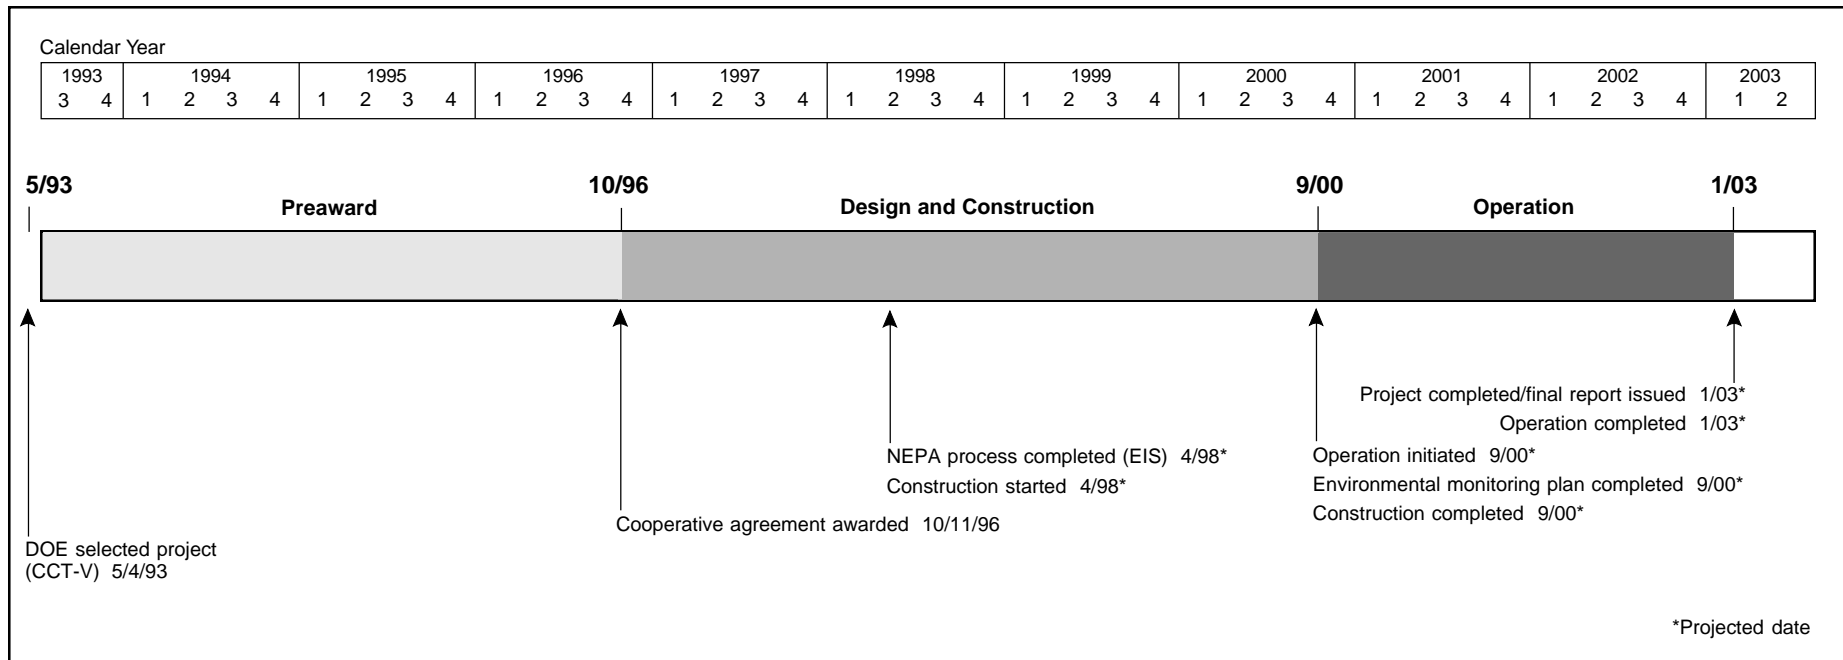 Calendar Year
1993 1994 1995 1996 1997 1998 1999 2000 2001 2002 2003
3 4 1 2 3 4 1 2 3 4 1 2 3 4 1 2 3 4 1 2 3 4 1 2 3 4 1 2 3 4 1 2 3 4 1 2 3 4 1 2
5/93 10/96 9/00 1/03
Preaward Design and Construction Operation
Project completed/final report issued 1/03*
Operation completed 1/03*
NEPA process completed (EIS) 4/98*
Construction started 4/98*
Operation initiated 9/00*
Environmental monitoring plan completed 9/00*
Construction completed 9/00*
Cooperative agreement awarded 10/11/96
DOE selected project
(CCT-V) 5/4/93
*Projected date